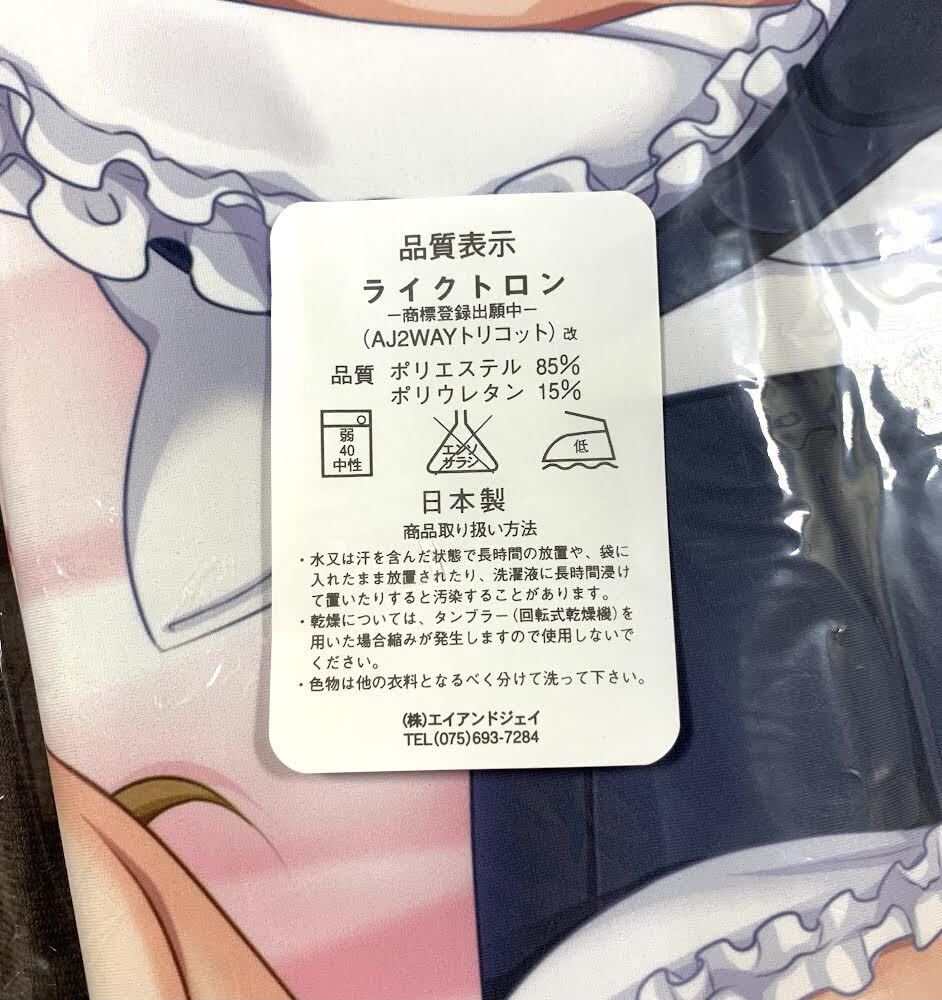 品質表示
ライクトロン
ー商標登録出願中ー
(AJ2WAYトリコット)改
品質 ポリエステル 85%
ポリウレタン 15%
弱
40
中性
エンソ
サラシ
低
日本製
商品取り扱い方法
・水又は汗を含んだ状態で長時間の放置や、袋に
入れたまま放置されたり、洗濯液に長時間浸け
て置いたりすると汚染することがあります。
・乾燥については、タンブラー(回転式乾燥機)を
用いた場合縮みが発生しますので使用しないで
ください。
・色物は他の衣料となるべく分けて洗って下さい。
(株)エイアンドジェイ
TEL(075)693-7284